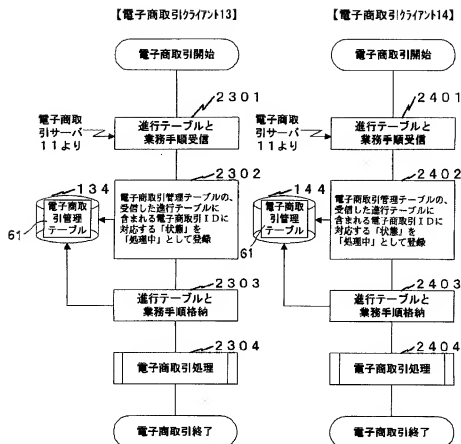 【電子商取引クライアント13】
電子商取引開始
2301
電子商取
引サーバ
11より
進行テーブルと
業務手順受信
2302
134
電子商取
引管理
テーブル
61
電子商取引管理テーブルの、
受信した進行テーブルに
含まれる電子商取引IDに
対応する「状態」を
「処理中」として登録
2303
進行テーブルと
業務手順格納
2304
電子商取引処理
電子商取引終了
【電子商取引クライアント14】
電子商取引開始
2401
電子商取
引サーバ
11より
進行テーブルと
業務手順受信
2402
144
電子商取
引管理
テーブル
61
電子商取引管理テーブルの、
受信した進行テーブルに
含まれる電子商取引IDに
対応する「状態」を
「処理中」として登録
2403
進行テーブルと
業務手順格納
2404
電子商取引処理
電子商取引終了